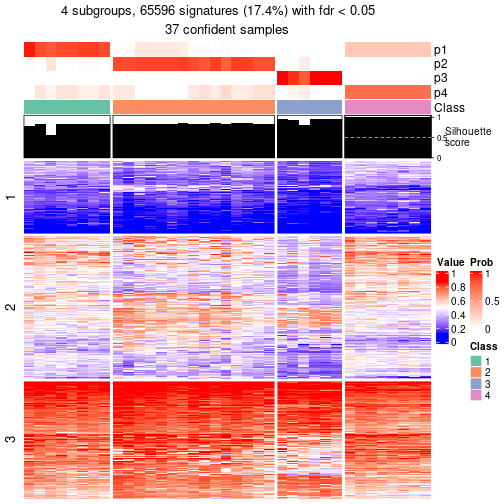 4 subgroups, 65596 signatures (17.4%) with fdr < 0.05
37 confident samples
p1
p2
p3
p4
Class
1
0.5
0
Silhouette
score
1
2
3
Value
1
0.8
0.6
0.4
0.2
0
Prob
1
0.5
0
Class
1
2
3
4